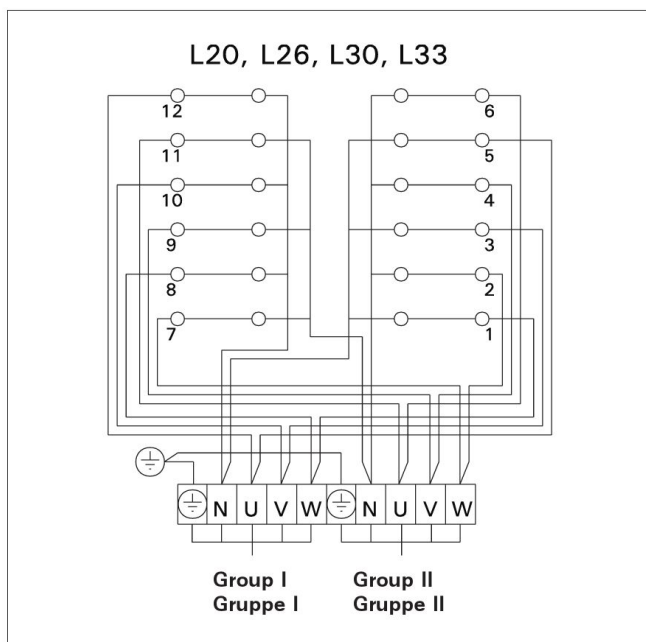 L20, L26, L30, L33
12 6
11 5
10 4
9 3
8 2
7 1
N U V W N U V W
Group I Group II
Gruppe I Gruppe II